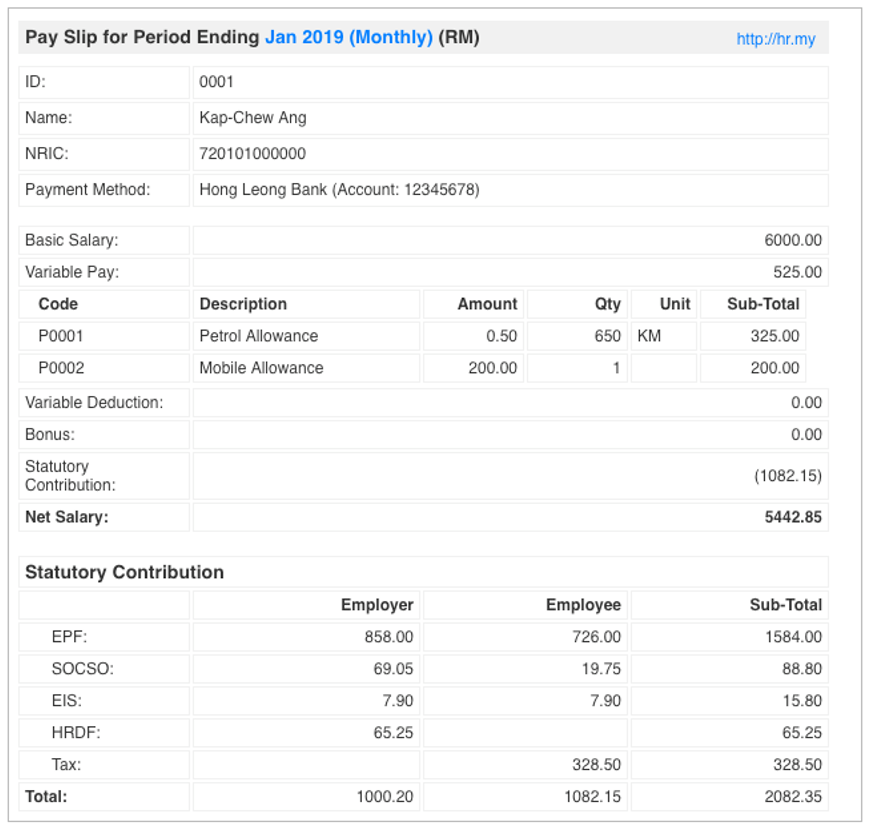 Pay Slip for Period Ending Jan 2019 (Monthly) (RM) http://hr.my
ID: 0001
Name: Kap-Chew Ang
NRIC: 720101000000
Payment Method: Hong Leong Bank (Account: 12345678)
Basic Salary: 6000.00
Variable Pay: 525.00
Code Description Amount Qty Unit Sub-Total
P0001 Petrol Allowance 0.50 650 KM 325.00
P0002 Mobile Allowance 200.00 1 200.00
Variable Deduction: 0.00
Bonus: 0.00
Statutory
Contribution: (1082.15)
Net Salary: 5442.85
Statutory Contribution
Employer Employee Sub-Total
EPF: 858.00 726.00 1584.00
SOCSO: 69.05 19.75 88.80
EIS: 7.90 7.90 15.80
HRDF: 65.25 65.25
Tax: 328.50 328.50
Total: 1000.20 1082.15 2082.35